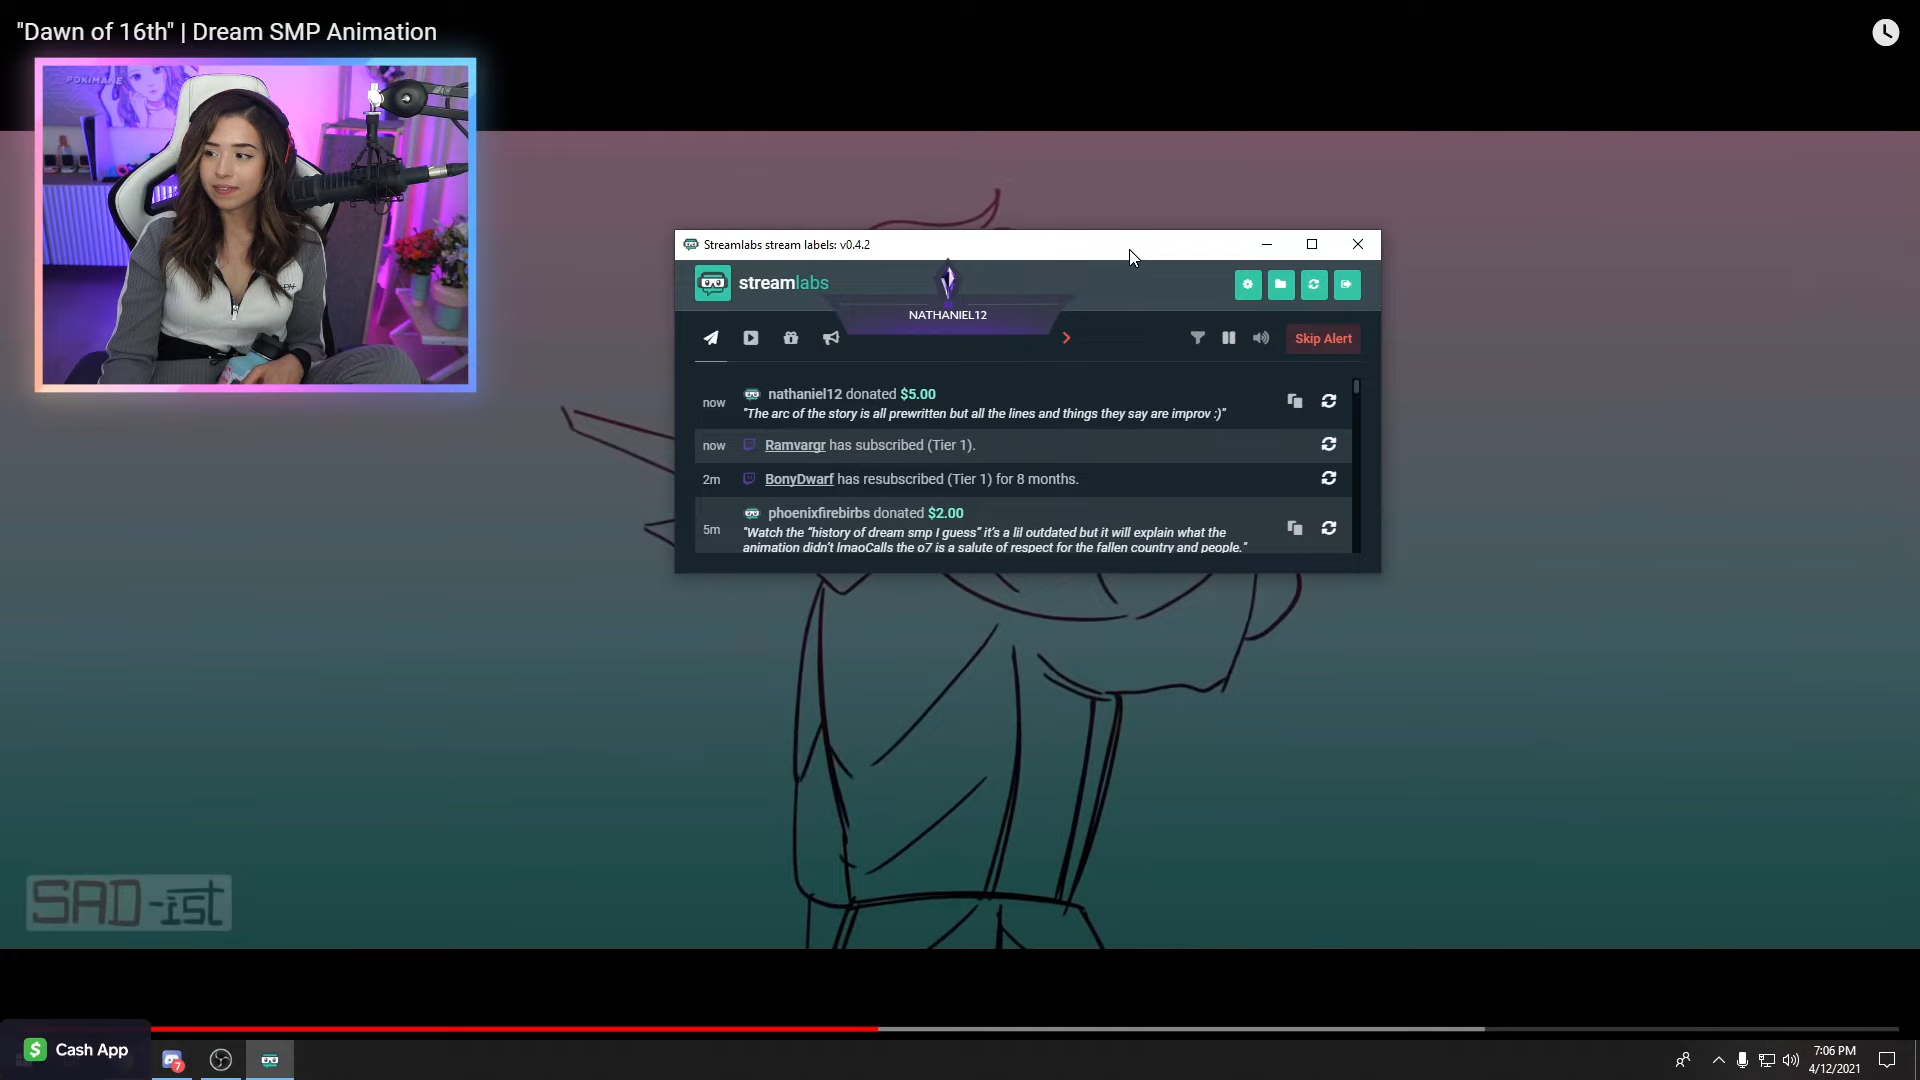 "Dawn of 16th" | Dream SMP Animation
POKIMANE
Streamlabs stream labels: v0.4.2
streamlabs
NATHANIEL12
Skip Alert
now
nathaniel12 donated $5.00
"The arc of the story is all prewritten but all the lines and things they say are improv :)"
now
Ramvargr has subscribed (Tier 1).
2m
BonyDwarf has resubscribed (Tier 1) for 8 months.
5m
phoenixfirebirbs donated $2.00
"Watch the "history of dream smp I guess" it's a lil outdated but it will explain what the
animation didn't lmaoCalls the o7 is a salute of respect for the fallen country and people."
SAD-ist
$ Cash App
7
7:06 PM
4/12/2021